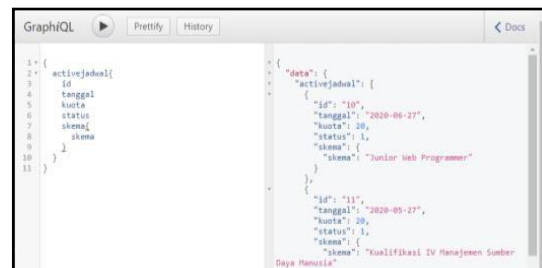 GraphiQL Prettify History Docs
1 {
2 activejadwal{
3 id
4 tanggal
5 kuota
6 status
7 skema{
8 skema
9 }
10 }
11 }
{
"data": {
"activejadwal": [
{
"id": "10",
"tanggal": "2020-06-27",
"kuota": 20,
"status": 1,
"skema": {
"skema": "Junior Web Programmer"
}
},
{
"id": "11",
"tanggal": "2020-05-27",
"kuota": 20,
"status": 1,
"skema": {
"skema": "Kualifikasi IV Manajemen Sumber
Daya Manusia"